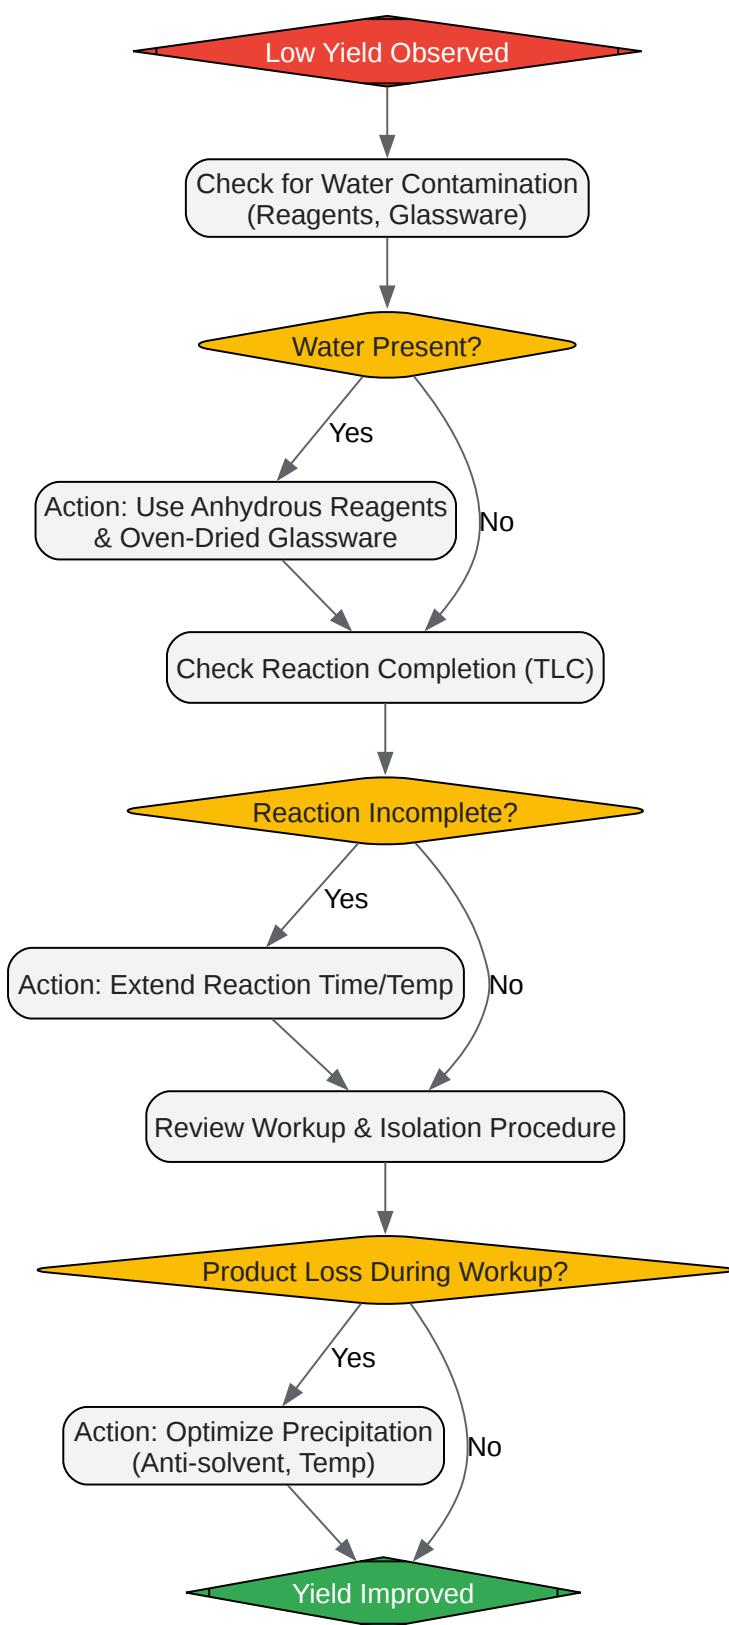 Low Yield Observed
Check for Water Contamination
(Reagents, Glassware)
Water Present?
Yes
Action: Use Anhydrous Reagents
& Oven-Dried Glassware
No
Check Reaction Completion (TLC)
Reaction Incomplete?
Yes
Action: Extend Reaction Time/Temp
No
Review Workup & Isolation Procedure
Product Loss During Workup?
Yes
Action: Optimize Precipitation
(Anti-solvent, Temp)
No
Yield Improved